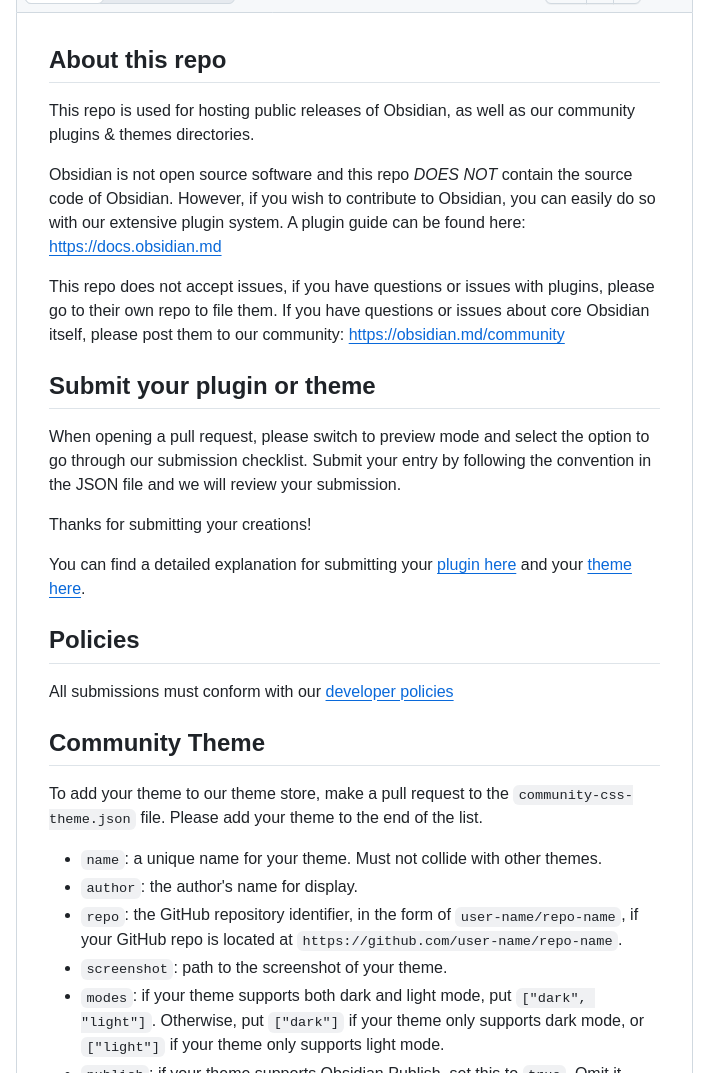 About this repo
This repo is used for hosting public releases of Obsidian, as well as our community
plugins & themes directories.
Obsidian is not open source software and this repo DOES NOT contain the source
code of Obsidian. However, if you wish to contribute to Obsidian, you can easily do so
with our extensive plugin system. A plugin guide can be found here:
https://docs.obsidian.md
This repo does not accept issues, if you have questions or issues with plugins, please
go to their own repo to file them. If you have questions or issues about core Obsidian
itself, please post them to our community: https://obsidian.md/community
Submit your plugin or theme
When opening a pull request, please switch to preview mode and select the option to
go through our submission checklist. Submit your entry by following the convention in
the JSON file and we will review your submission.
Thanks for submitting your creations!
You can find a detailed explanation for submitting your plugin here and your theme
here.
Policies
All submissions must conform with our developer policies
Community Theme
To add your theme to our theme store, make a pull request to the community-css-
theme.json file. Please add your theme to the end of the list.
• name: a unique name for your theme. Must not collide with other themes.
• author: the author's name for display.
• repo: the GitHub repository identifier, in the form of user-name/repo-name, if
your GitHub repo is located at https://github.com/user-name/repo-name.
• screenshot: path to the screenshot of your theme.
• modes: if your theme supports both dark and light mode, put ["dark",
"light"]. Otherwise, put ["dark"] if your theme only supports dark mode, or
["light"] if your theme only supports light mode.
• publish: if your theme supports Obsidian Publish, set this to true. Omit it